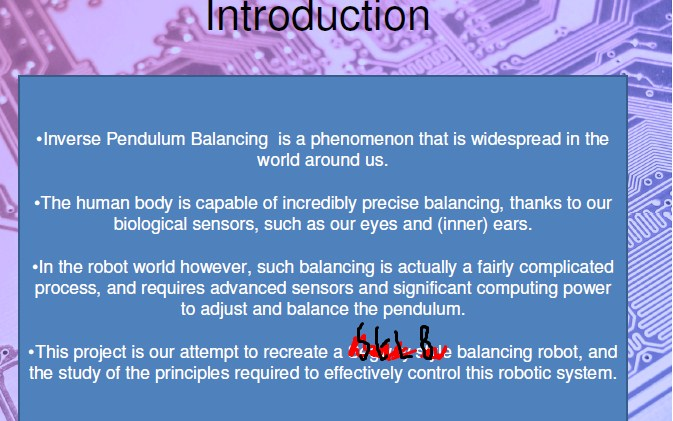 Introduction
•Inverse Pendulum Balancing is a phenomenon that is widespread in the
world around us.
•The human body is capable of incredibly precise balancing, thanks to our
biological sensors, such as our eyes and (inner) ears.
•In the robot world however, such balancing is actually a fairly complicated
process, and requires advanced sensors and significant computing power
to adjust and balance the pendulum.
•This project is our attempt to recreate a balancing robot, and
the study of the principles required to effectively control this robotic system.